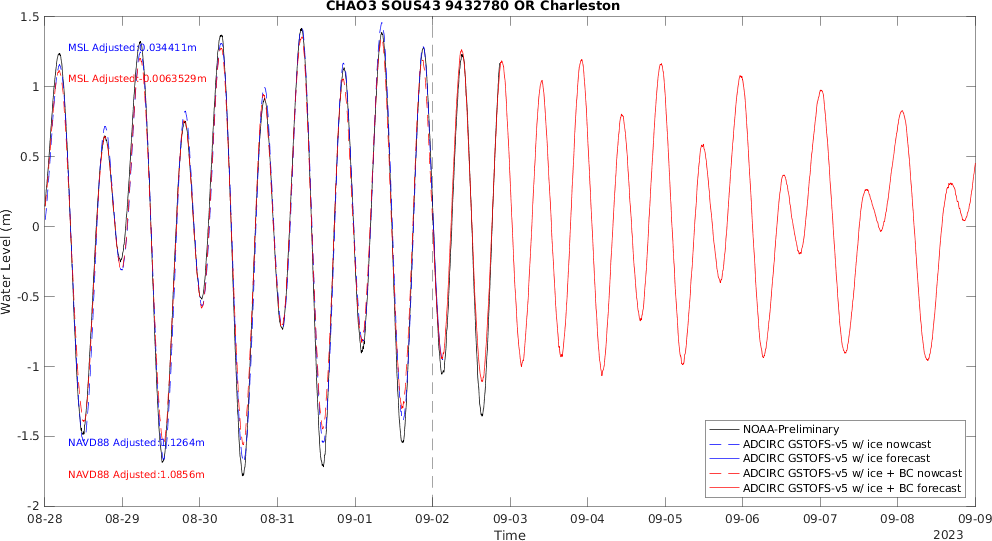 CHAO3 SOUS43 9432780 OR Charleston
1.5
1
0.5
0
-0.5
-1
-1.5
-2
Water Level (m)
MSL Adjusted:0.034411m
MSL Adjusted:-0.0063529m
NAVD88 Adjusted:1.1264m
NAVD88 Adjusted:1.0856m
NOAA-Preliminary
ADCIRC GSTOFS-v5 w/ ice nowcast
ADCIRC GSTOFS-v5 w/ ice forecast
ADCIRC GSTOFS-v5 w/ ice + BC nowcast
ADCIRC GSTOFS-v5 w/ ice + BC forecast
08-28 08-29 08-30 08-31 09-01 09-02 09-03 09-04 09-05 09-06 09-07 09-08 09-09
Time
2023